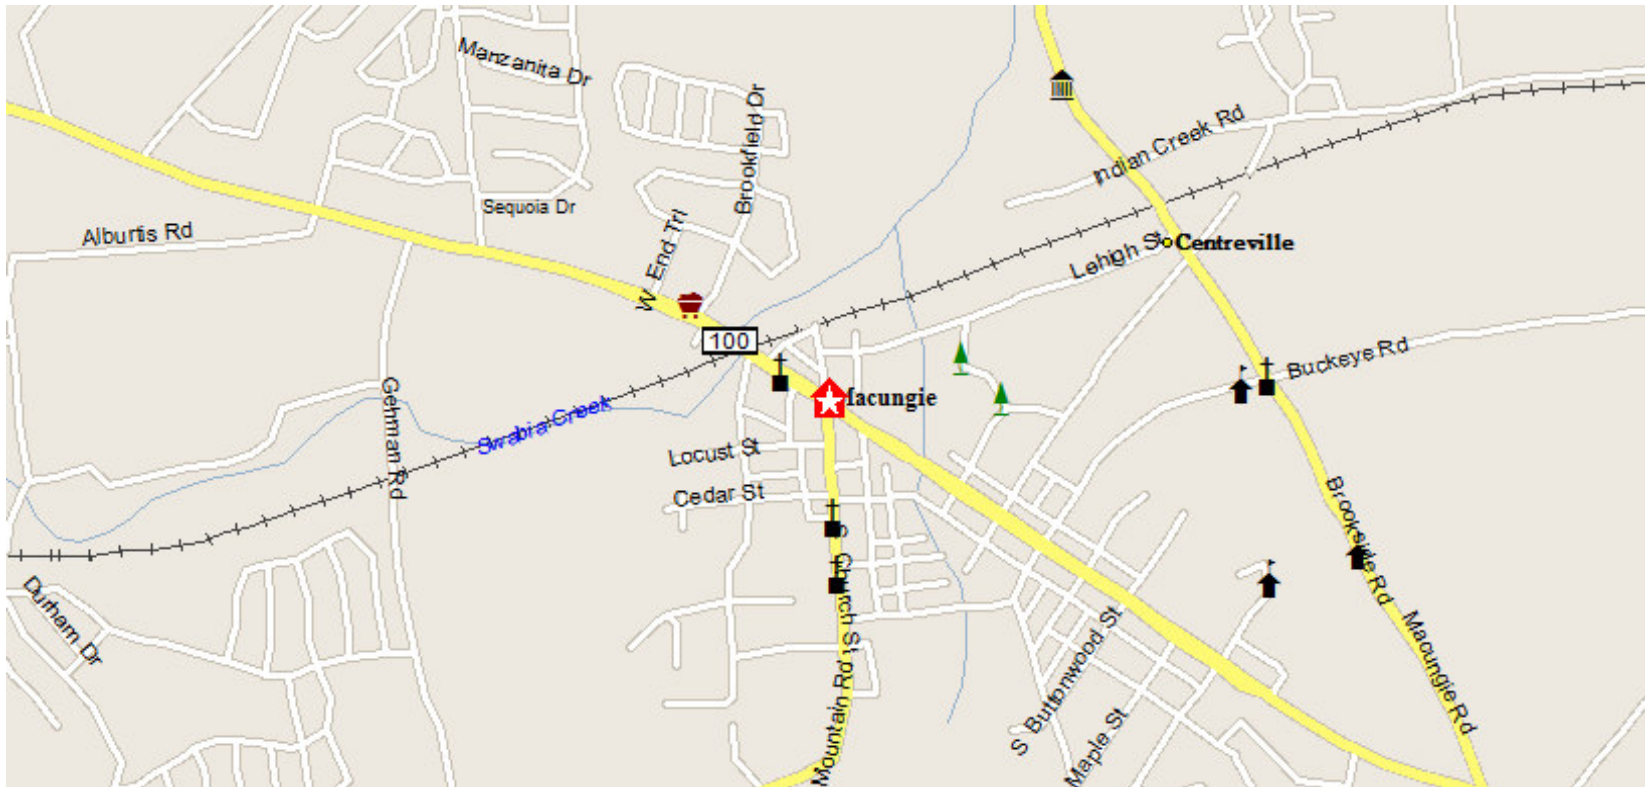 Manzanita Dr
Brookfield Dr
Indian Creek Rd
Sequoia Dr
Alburtis Rd
W End Trl
Lehigh St
Centreville
100
Buckeye Rd
Macungie
Gehman Rd
Swabia Creek
Locust St
Cedar St
Brookside Rd
S Church St
Durham Dr
S Buttonwood St
Macungie Rd
Mountain Rd
Maple St